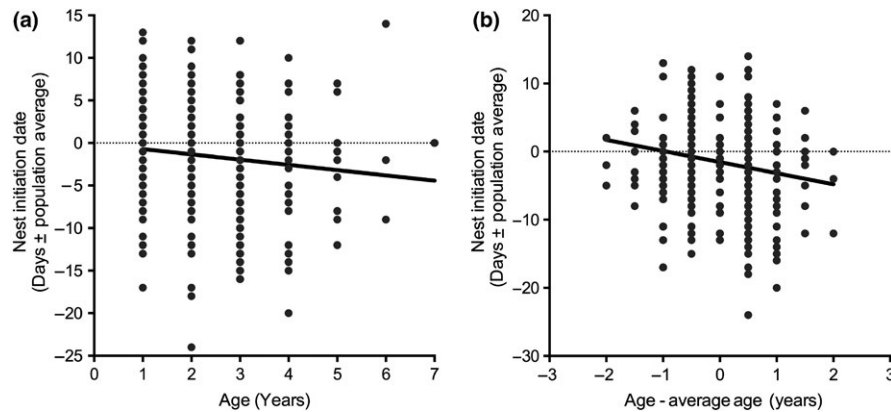 (a)
15
10
5
0
−5
−10
−15
−20
−25
Nest initiation date
(Days ± population average)
0 1 2 3 4 5 6 7
Age (Years)
(b)
20
10
0
−10
−20
−30
Nest initiation date
(Days ± population average)
−3 −2 −1 0 1 2 3
Age - average age (years)